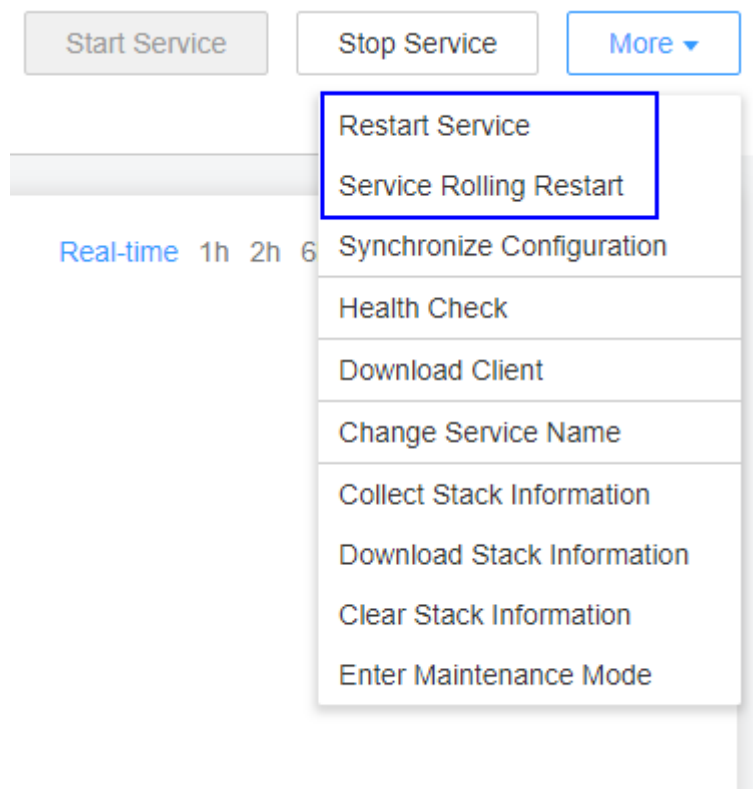 Start Service
Stop Service
More
Restart Service
Service Rolling Restart
Real-time 1h 2h 6
Synchronize Configuration
Health Check
Download Client
Change Service Name
Collect Stack Information
Download Stack Information
Clear Stack Information
Enter Maintenance Mode